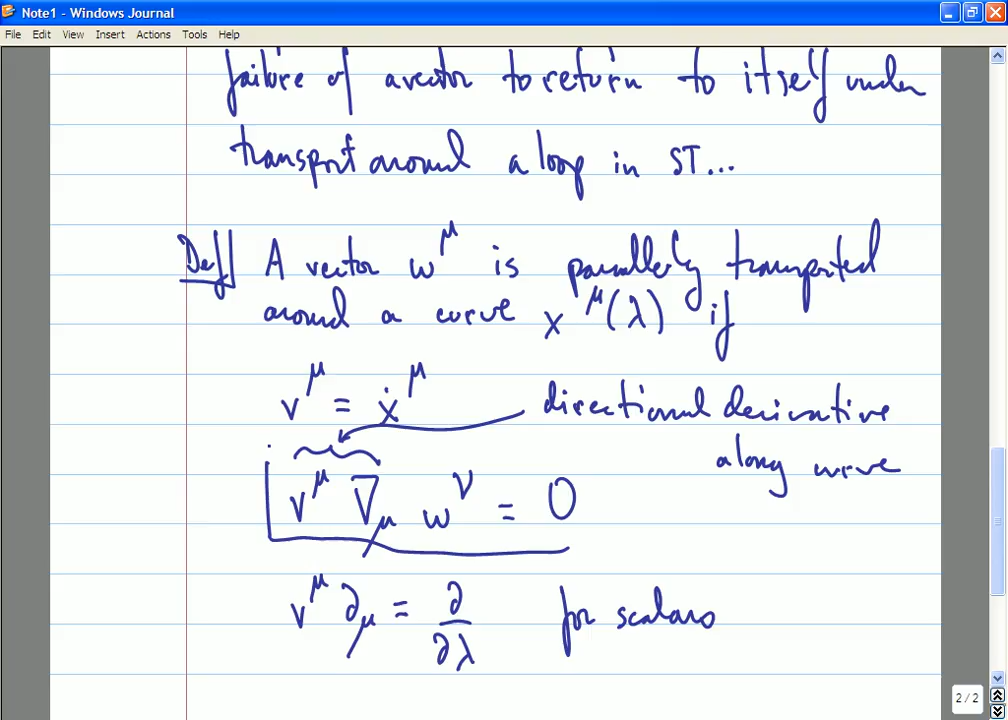 Note1 - Windows Journal
File Edit View Insert Actions Tools Help
failure of a vector to return to itself under
transport around a loop in ST...
Def A vector w^μ is parallelly transported
around a curve x^μ(λ) if
v^μ = ẋ^μ directional derivative
along curve
v^μ ∇_μ w^ν = 0
v^μ ∂_μ = ∂/∂λ for scalars
2 / 2